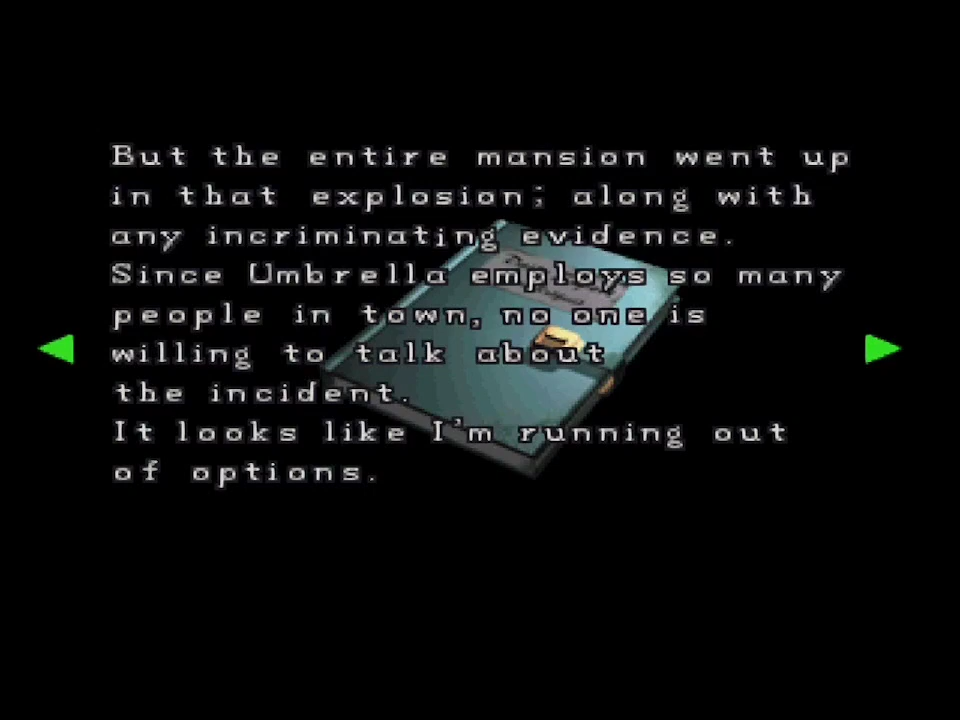 But the entire mansion went up
in that explosion; along with
any incriminating evidence.
Since Umbrella employs so many
people in town, no one is
willing to talk about
the incident.
It looks like I'm running out
of options.